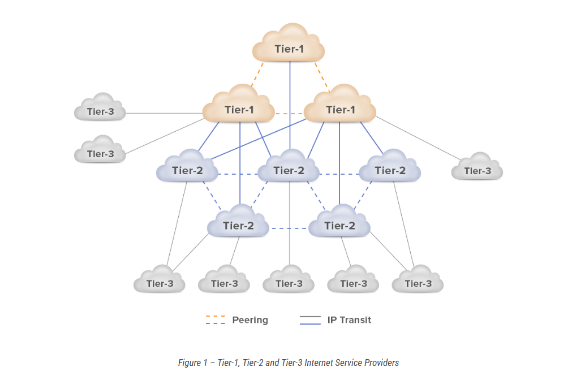 Tier-1
Tier-1
Tier-1
Tier-3
Tier-3
Tier-2
Tier-2
Tier-2
Tier-3
Tier-2
Tier-2
Tier-3
Tier-3
Tier-3
Tier-3
Tier-3
Peering
IP Transit
Figure 1 – Tier-1, Tier-2 and Tier-3 Internet Service Providers